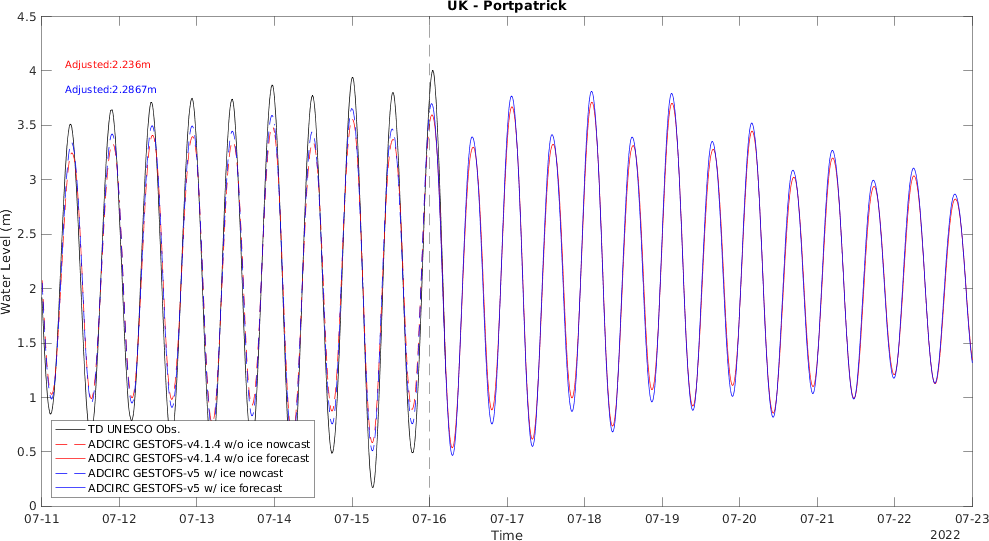 UK - Portpatrick
4.5
4
3.5
3
2.5
2
1.5
1
0.5
0
Water Level (m)
Adjusted:2.236m
Adjusted:2.2867m
TD UNESCO Obs.
ADCIRC GESTOFS-v4.1.4 w/o ice nowcast
ADCIRC GESTOFS-v4.1.4 w/o ice forecast
ADCIRC GESTOFS-v5 w/ ice nowcast
ADCIRC GESTOFS-v5 w/ ice forecast
07-11 07-12 07-13 07-14 07-15 07-16 07-17 07-18 07-19 07-20 07-21 07-22 07-23
Time
2022